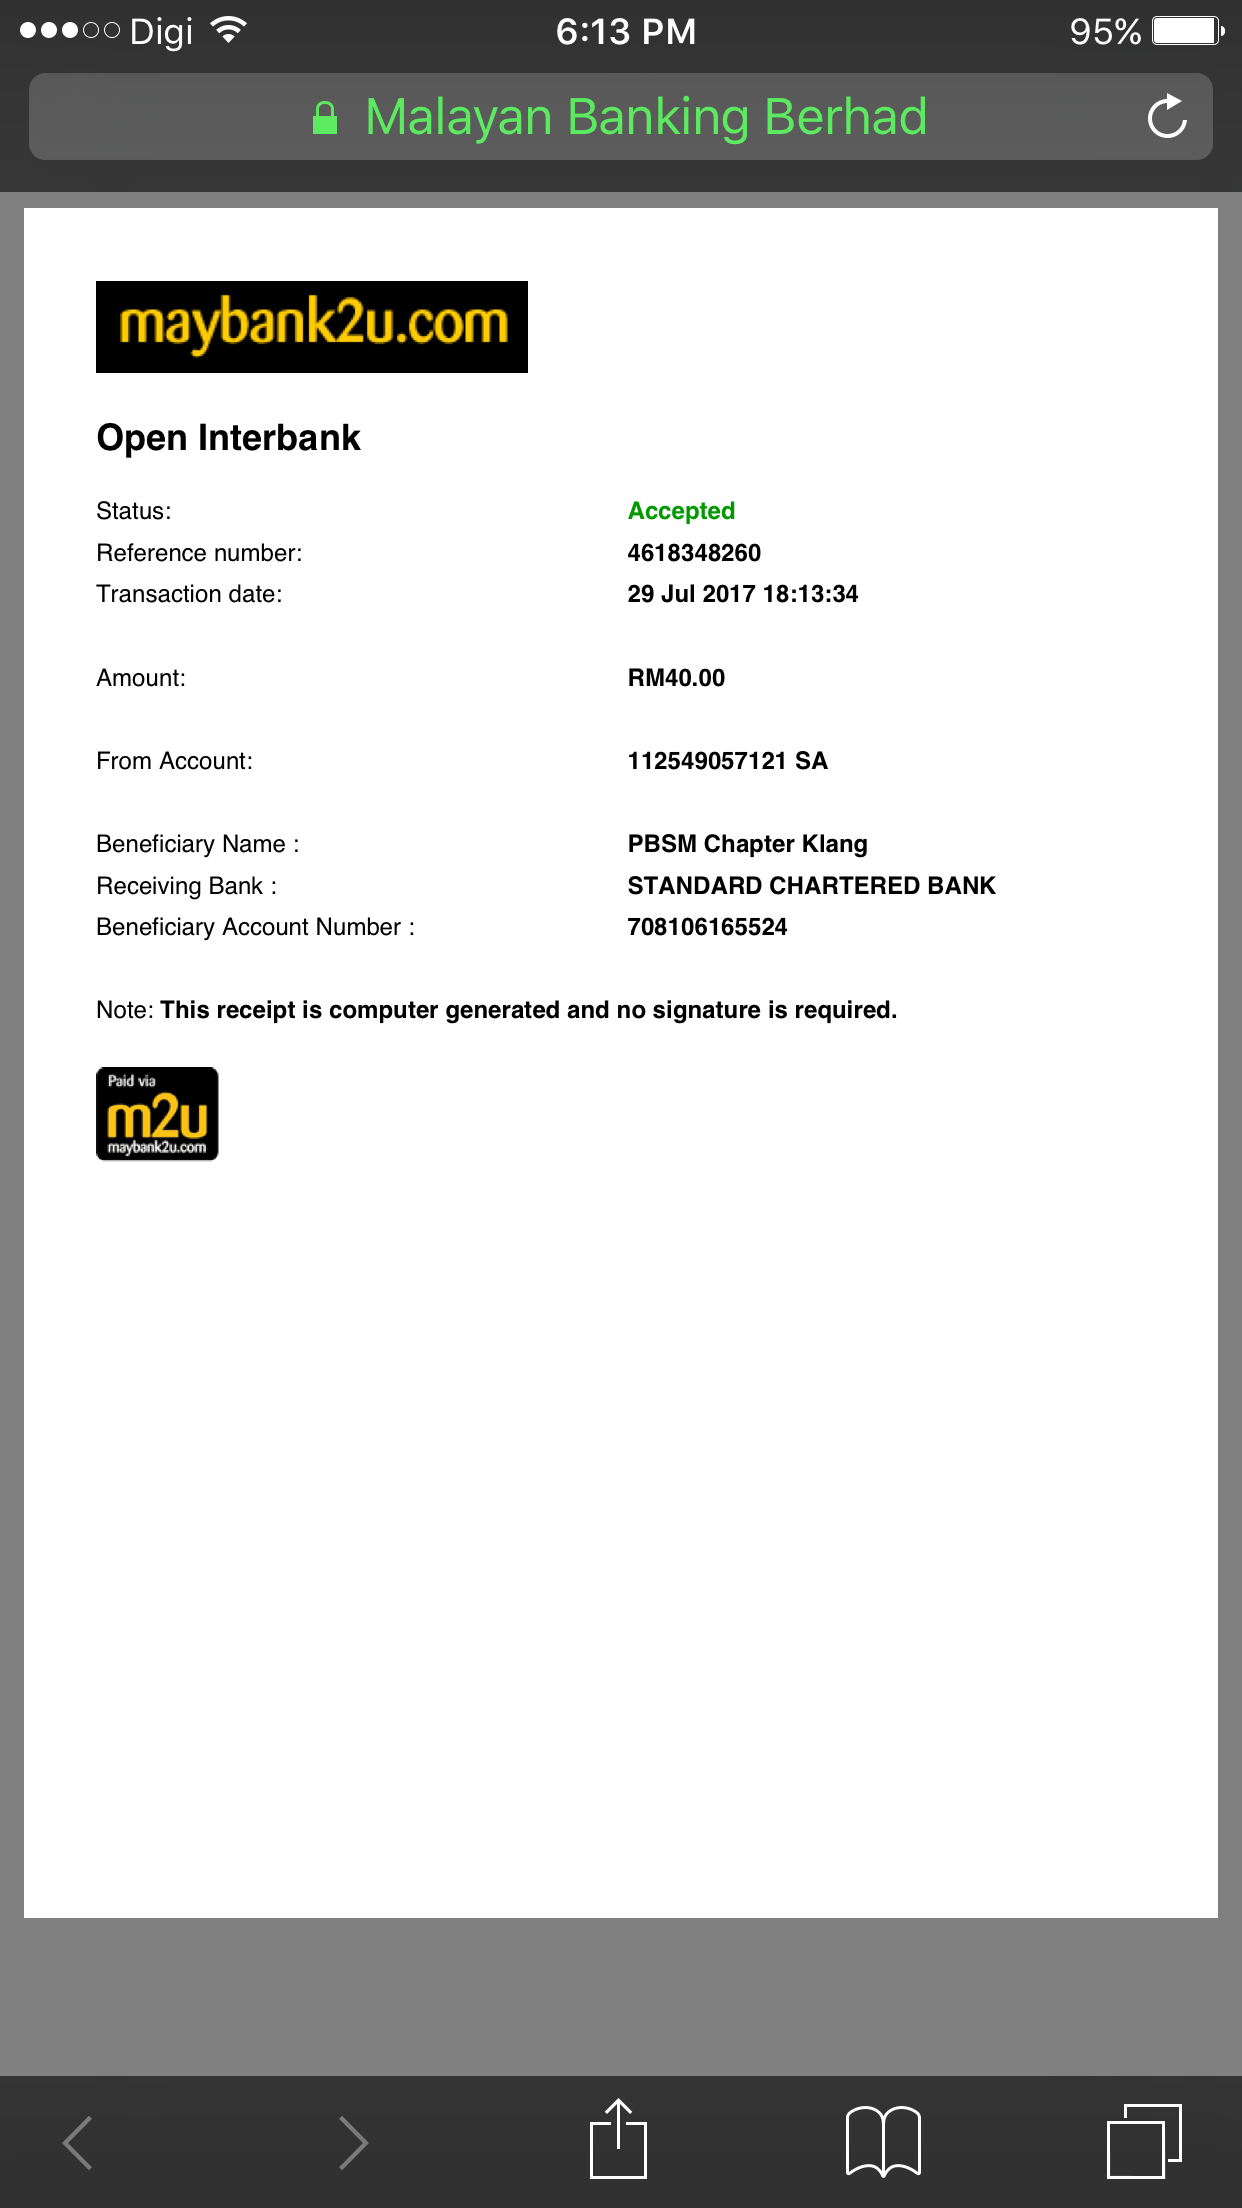 Digi 6:13 PM 95%
Malayan Banking Berhad
maybank2u.com
Open Interbank
Status: Accepted
Reference number: 4618348260
Transaction date: 29 Jul 2017 18:13:34
Amount: RM40.00
From Account: 112549057121 SA
Beneficiary Name : PBSM Chapter Klang
Receiving Bank : STANDARD CHARTERED BANK
Beneficiary Account Number : 708106165524
Note: This receipt is computer generated and no signature is required.
Paid via
m2u
maybank2u.com